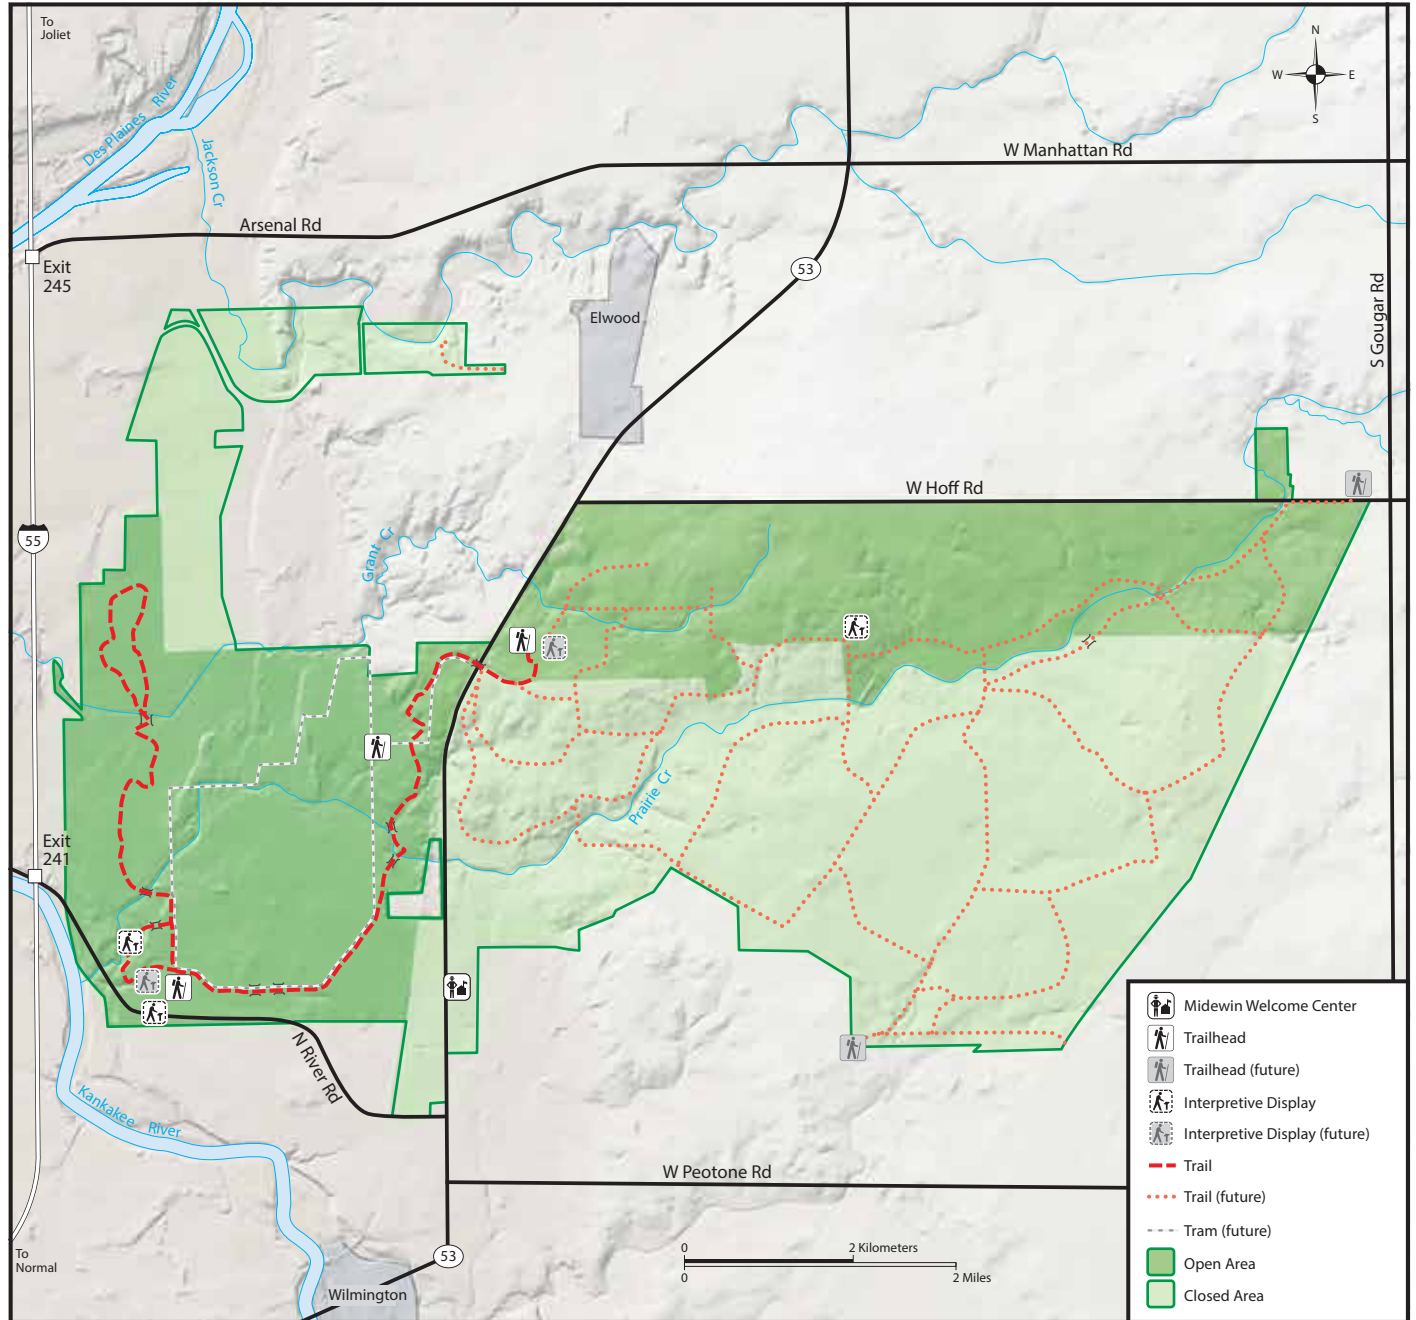 To
Joliet
Des Plaines River
Jackson Cr
N
W
E
S
W Manhattan Rd
Arsenal Rd
Exit
245
53
Elwood
S Gougar Rd
W Hoff Rd
55
Grant Cr
Prairie Cr
Exit
241
N River Rd
Kankakee River
W Peotone Rd
To
Normal
53
Wilmington
0
2 Kilometers
0
2 Miles
Midewin Welcome Center
Trailhead
Trailhead (future)
Interpretive Display
Interpretive Display (future)
Trail
Trail (future)
Tram (future)
Open Area
Closed Area